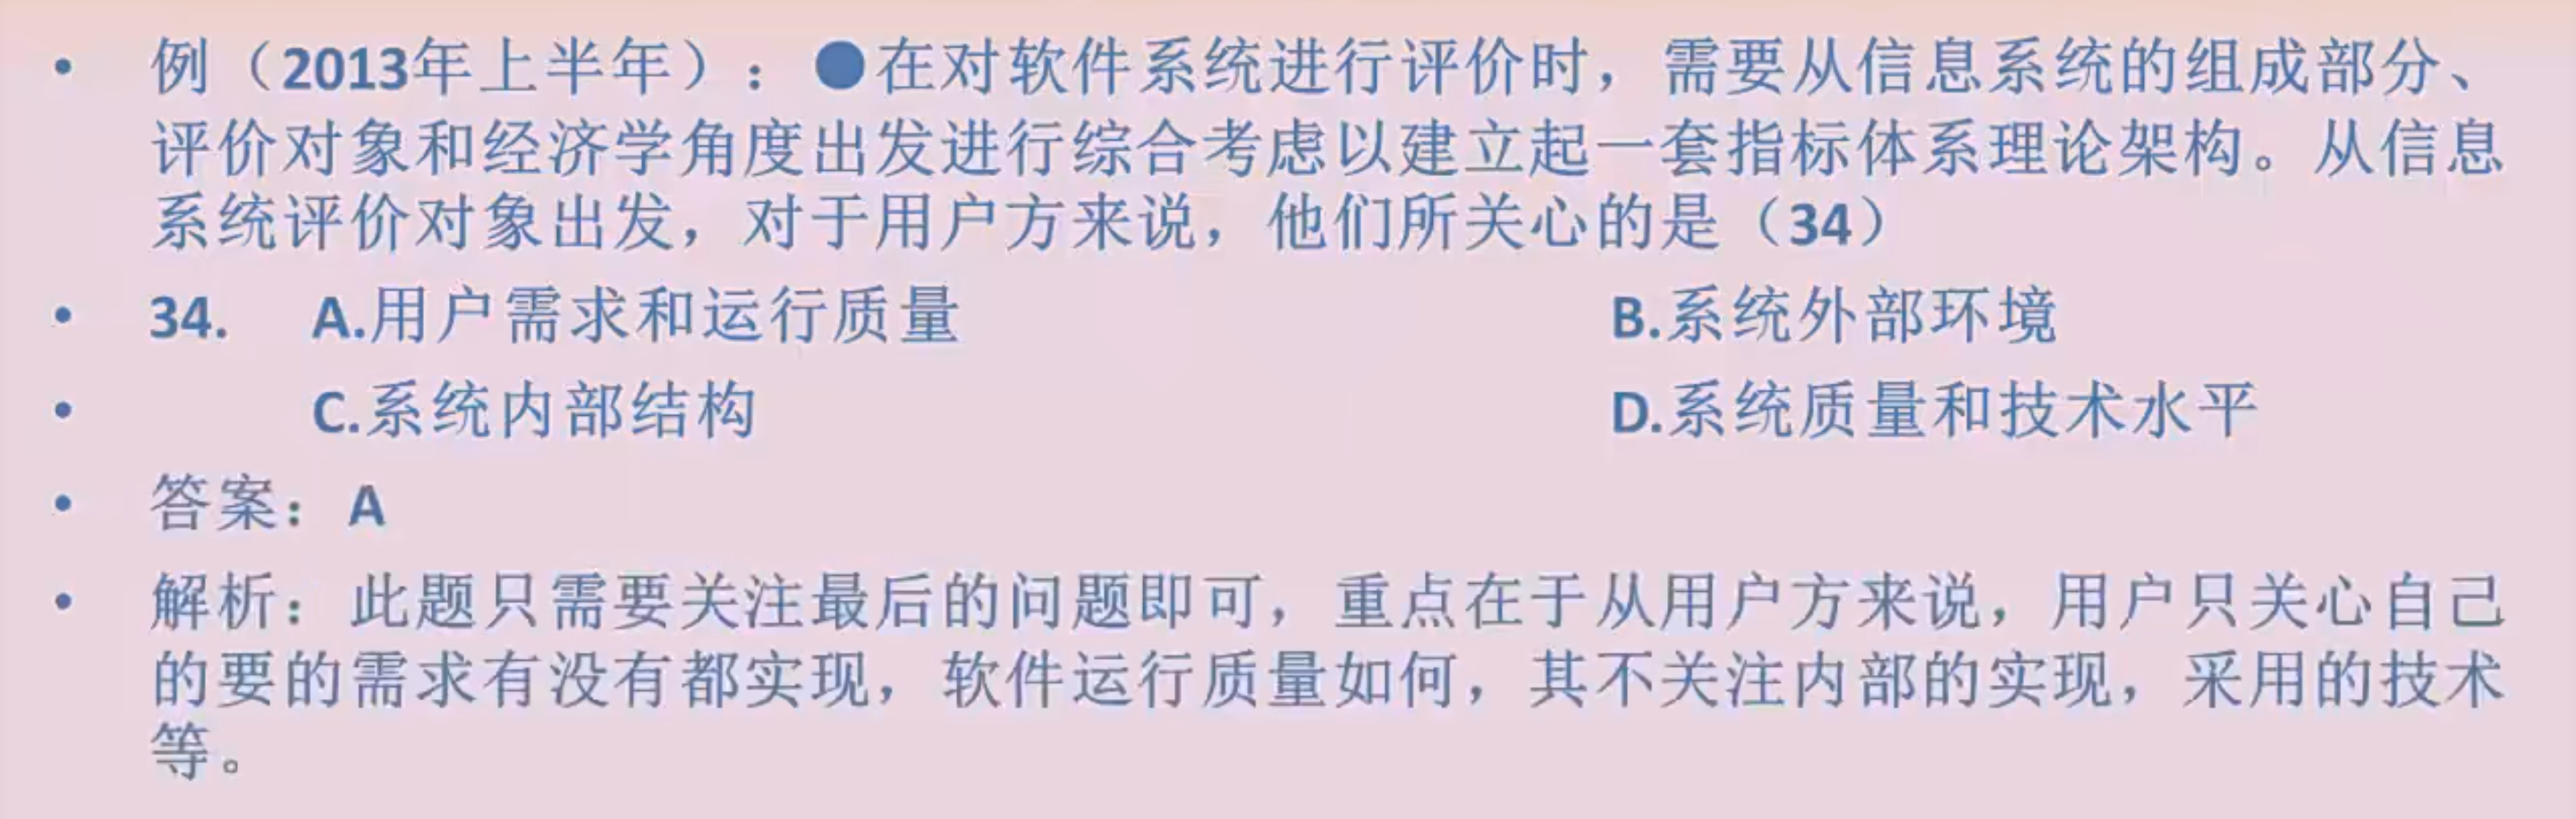 • 例（2013年上半年）：●在对软件系统进行评价时，需要从信息系统的组成部分、
评价对象和经济学角度出发进行综合考虑以建立起一套指标体系理论架构。从信息
系统评价对象出发，对于用户方来说，他们所关心的是（34）
• 34. A.用户需求和运行质量 B.系统外部环境
• C.系统内部结构 D.系统质量和技术水平
• 答案：A
• 解析：此题只需要关注最后的问题即可，重点在于从用户方来说，用户只关心自己
的要的需求有没有都实现，软件运行质量如何，其不关注内部的实现，采用的技术
等。